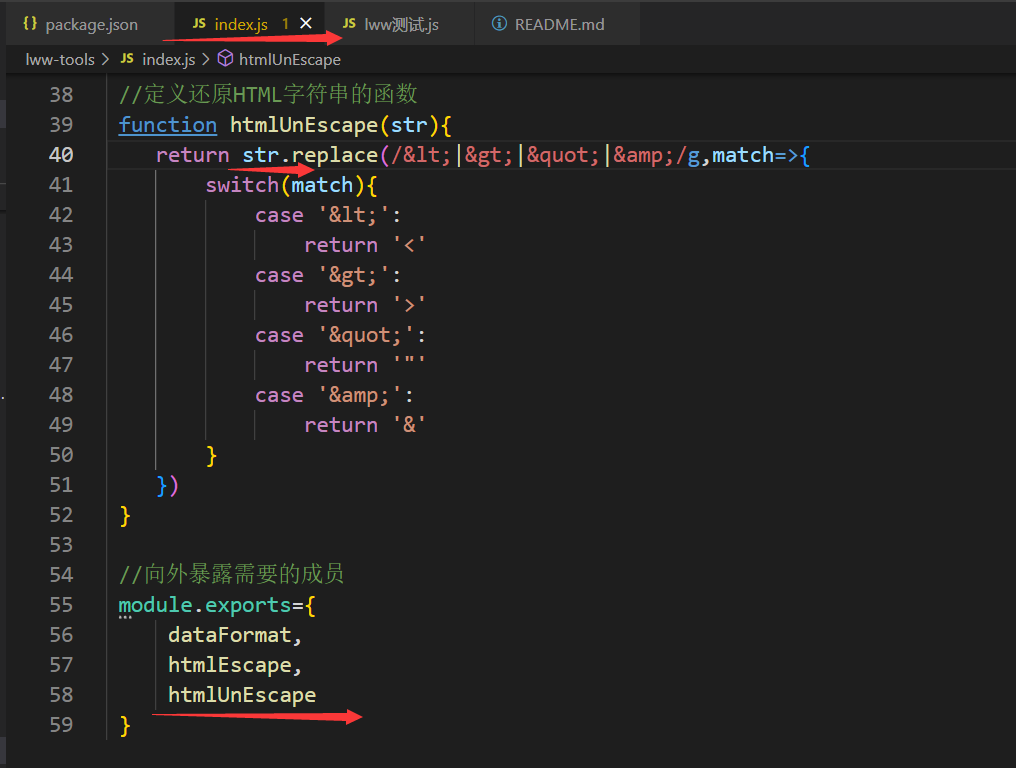 {} package.json JS index.js 1 × JS lww测试.js ⓘ README.md
lww-tools > JS index.js > htmlUnEscape
38 //定义还原HTML字符串的函数
39 function htmlUnEscape(str){
40 return str.replace(/&lt;|&gt;|&quot;|&amp;/g,match=>{
41 switch(match){
42 case '&lt;':
43 return '<'
44 case '&gt;':
45 return '>'
46 case '&quot;':
47 return '"'
48 case '&amp;':
49 return '&'
50 }
51 })
52 }
53
54 //向外暴露需要的成员
55 module.exports={
56 dataFormat,
57 htmlEscape,
58 htmlUnEscape
59 }